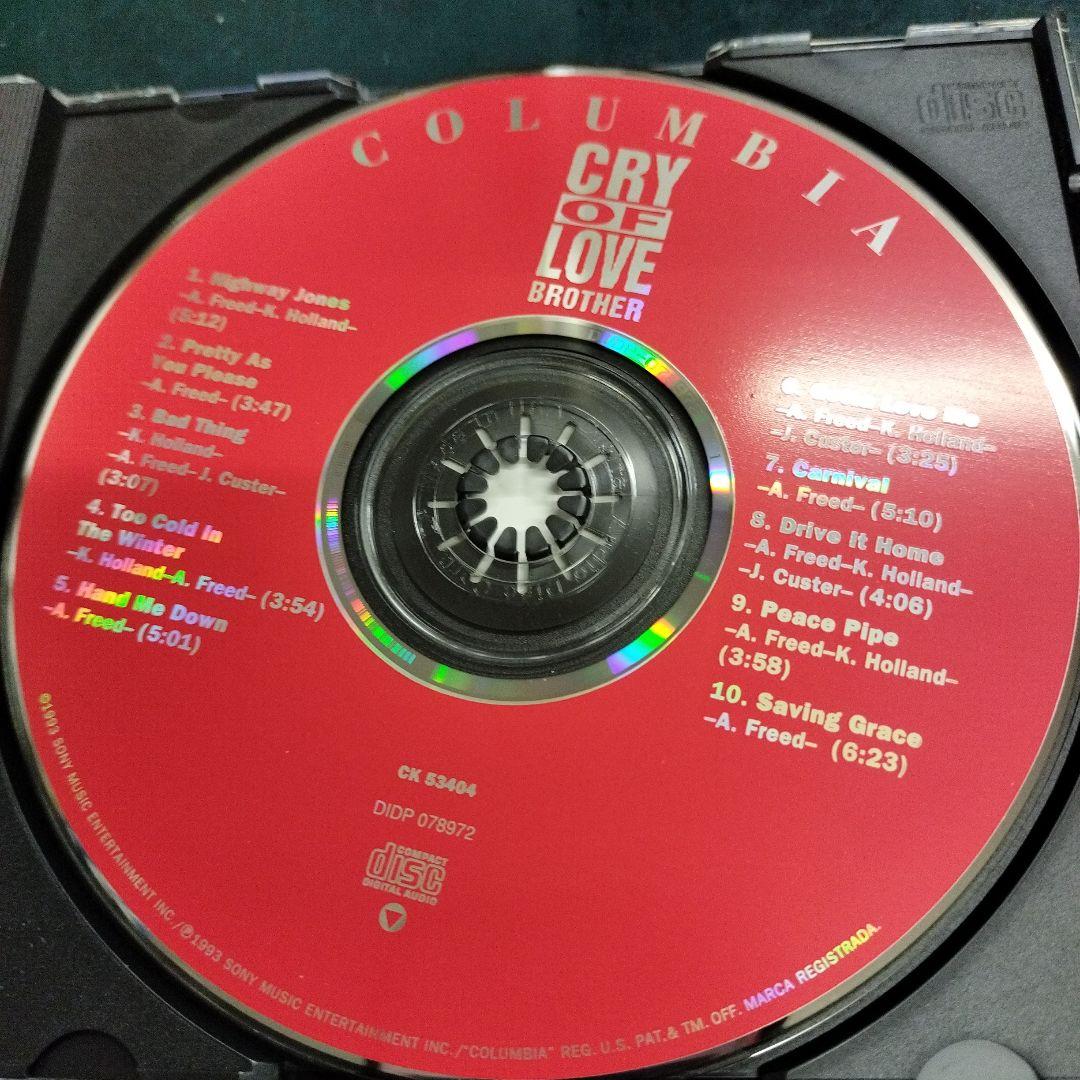 COLUMBIA
CRY
OF
LOVE
BROTHER
1. Highway Jones
–A. Freed–K. Holland–
(5:12)
2. Pretty As
You Please
–A. Freed– (3:47)
3. Bad Thing
–K. Holland–
–A. Freed– J. Custer–
(3:07)
4. Too Cold In
The Winter
–K. Holland–A. Freed– (3:54)
5. Hand Me Down
–A. Freed– (5:01)
Love Me
–A. Freed–K. Holland–
–J. Custer– (3:25)
7. Carnival
–A. Freed– (5:10)
8. Drive it Home
–A. Freed–K. Holland–
–J. Custer– (4:06)
9. Peace Pipe
–A. Freed–K. Holland–
(3:58)
10. Saving Grace
–A. Freed– (6:23)
CK 53404
DIDP 078972
COMPACT
disc
DIGITAL AUDIO
©1993 SONY MUSIC ENTERTAINMENT INC./℗1993 SONY MUSIC ENTERTAINMENT INC./"COLUMBIA" REG. U.S. PAT.& TM. OFF. MARCA REGISTRADA.
disc